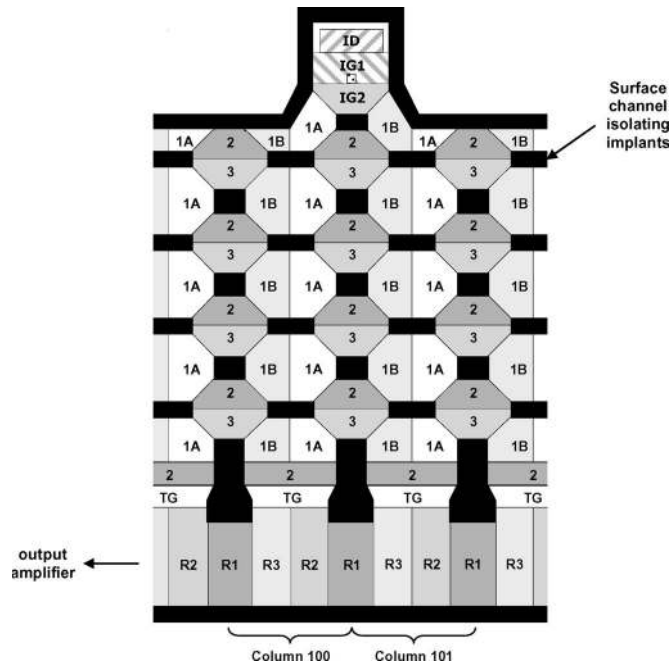 ID
IG1
IG2
Surface
channel
isolating
implants
1A 2 1B 1A 2 1B 1A 2 1B
3 3 3
1A 1B 1A 1B 1A 1B
2 2 2
3 3 3
1A 1B 1A 1B 1A 1B
2 2 2
3 3 3
1A 1B 1A 1B 1A 1B
2 2 2
3 3 3
1A 1B 1A 1B 1A 1B
2 2 2 2
TG TG TG TG
output
amplifier
R2 R1 R3 R2 R1 R3 R2 R1 R3
Column 100 Column 101